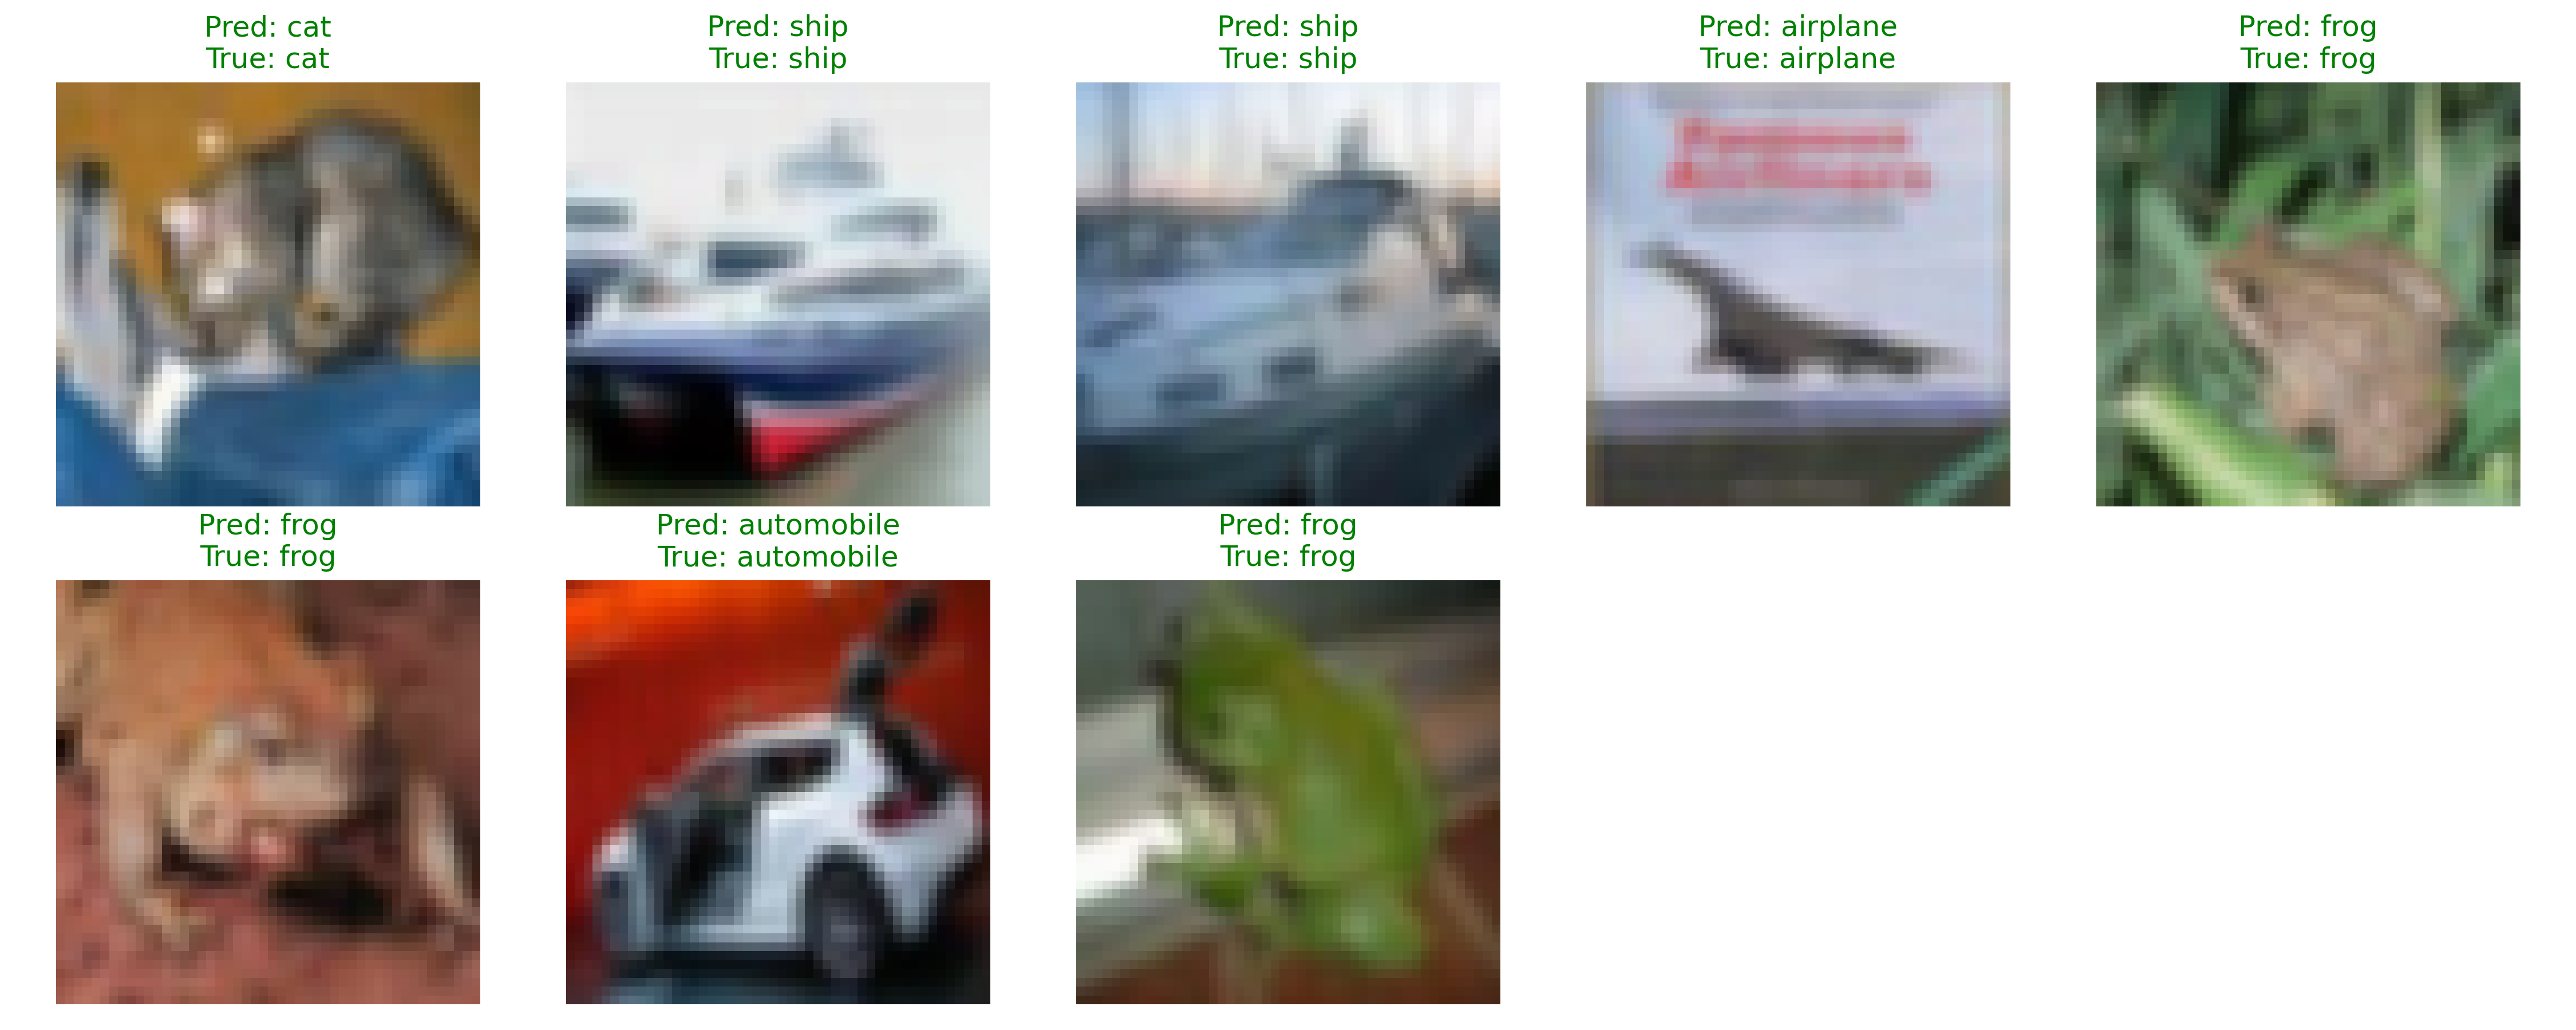 Pred: cat
True: cat
Pred: ship
True: ship
Pred: ship
True: ship
Pred: airplane
True: airplane
Pred: frog
True: frog
Pred: frog
True: frog
Pred: automobile
True: automobile
Pred: frog
True: frog